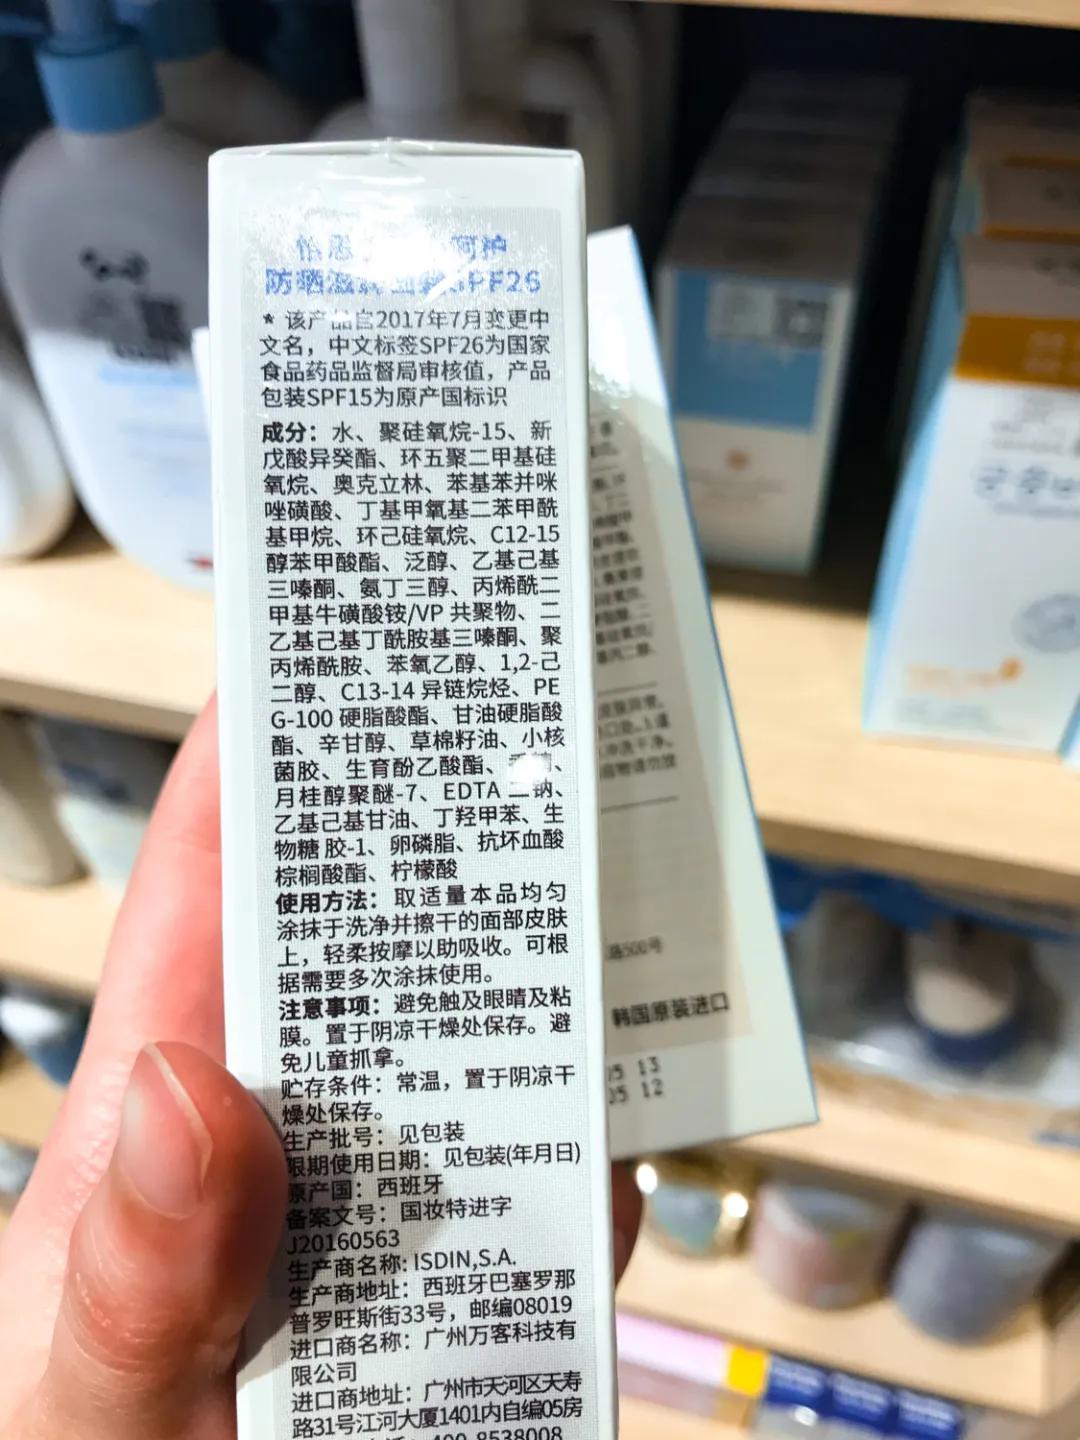 呵护
防晒滋 SPF26
* 该产品自2017年7月变更中
文名，中文标签SPF26为国家
食品药品监督局审核值，产品
包装SPF15为原产国标识
成分：水、聚硅氧烷-15、新
戊酸异癸酯、环五聚二甲基硅
氧烷、奥克立林、苯基苯并咪
唑磺酸、丁基甲氧基二苯甲酰
基甲烷、环己硅氧烷、C12-15
醇苯甲酸酯、泛醇、乙基己基
三嗪酮、氨丁三醇、丙烯酰二
甲基牛磺酸铵/VP 共聚物、二
乙基己基丁酰胺基三嗪酮、聚
丙烯酰胺、苯氧乙醇、1,2-己
二醇、C13-14 异链烷烃、PE
G-100 硬脂酸酯、甘油硬脂酸
酯、辛甘醇、草棉籽油、小核
菌胶、生育酚乙酸酯、
月桂醇聚醚-7、EDTA 二钠、
乙基己基甘油、丁羟甲苯、生
物糖 胶-1、卵磷脂、抗坏血酸
棕榈酸酯、柠檬酸
使用方法：取适量本品均匀
涂抹于洗净并擦干的面部皮肤
上，轻柔按摩以助吸收。可根
据需要多次涂抹使用。
注意事项：避免触及眼睛及粘
膜。置于阴凉干燥处保存。避
免儿童抓拿。
贮存条件：常温，置于阴凉干
燥处保存。
生产批号：见包装
限期使用日期：见包装(年月日)
原产国：西班牙
备案文号：国妆特进字
J20160563
生产商名称: ISDIN,S.A.
生产商地址：西班牙巴塞罗那
普罗旺斯街33号，邮编08019
进口商名称：广州万客科技有
限公司
进口商地址：广州市天河区天寿
路31号江河大厦1401内自编05房
400-8538008
路500号
韩国原装进口
05 13
05 12